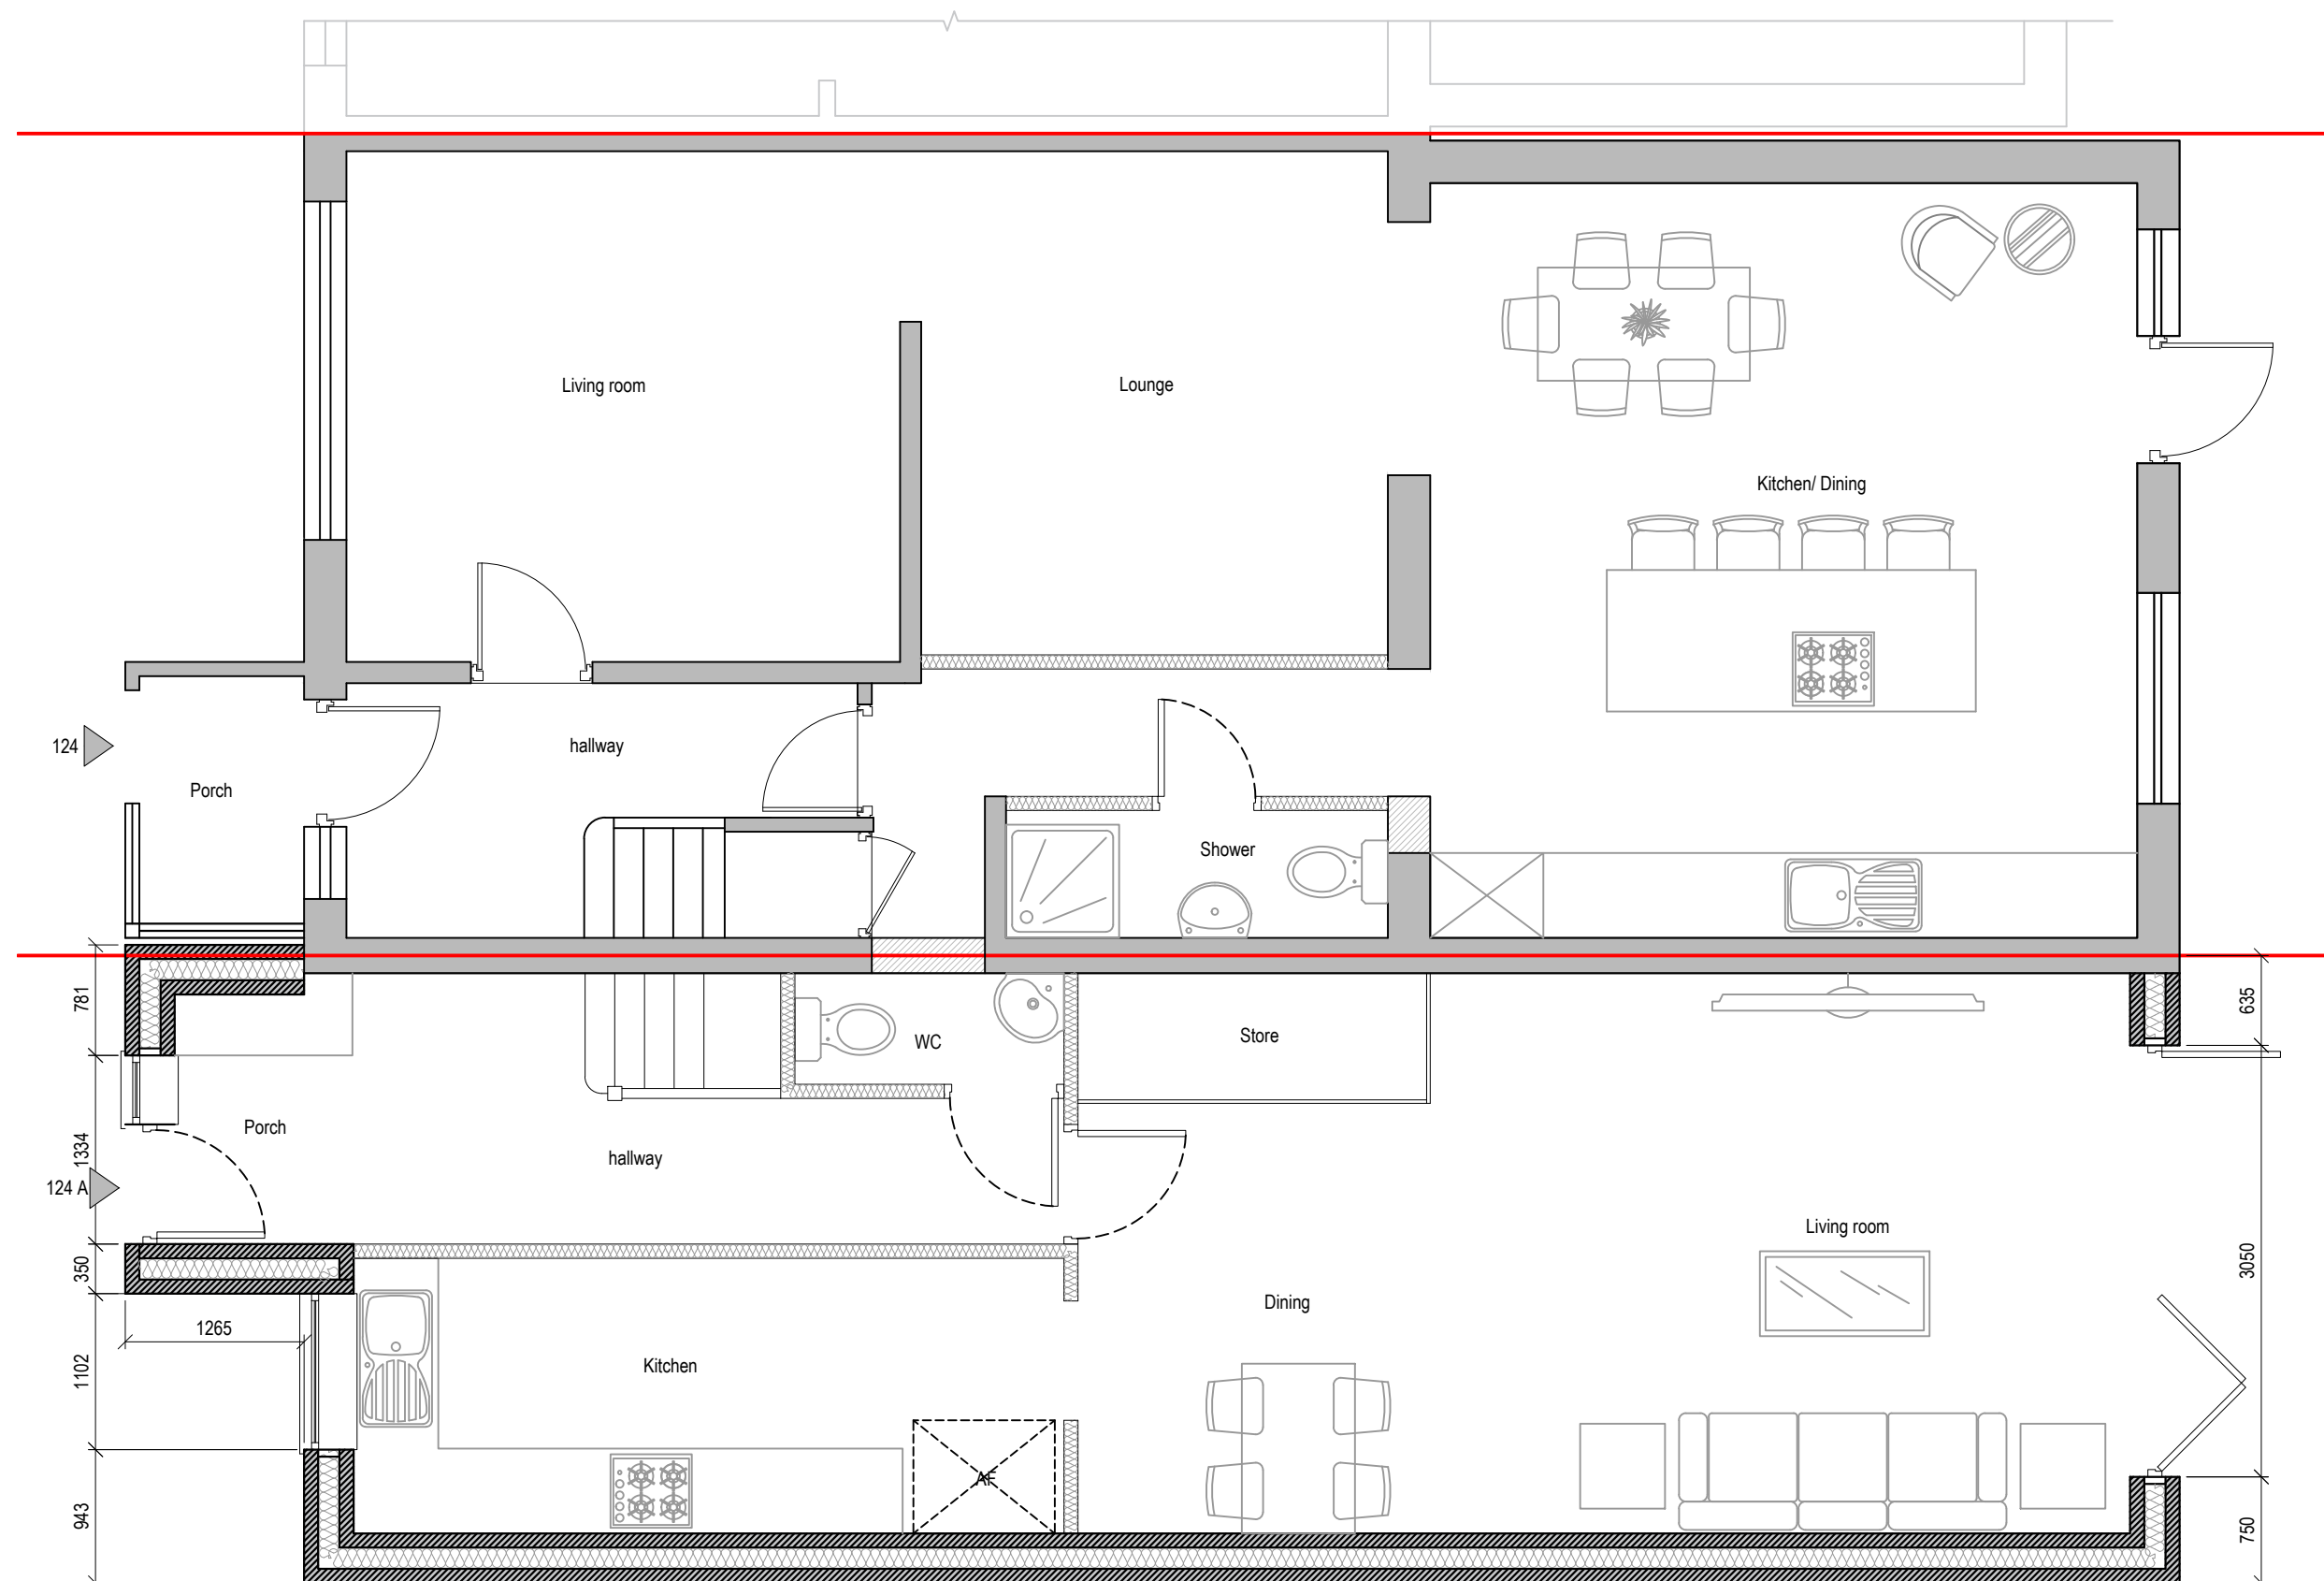 Living room
Lounge
Kitchen/ Dining
124
hallway
Porch
Shower
781
635
WC
Store
Porch
1334
hallway
124 A
Living room
350
3050
Dining
1265
Kitchen
1102
AF
943
750